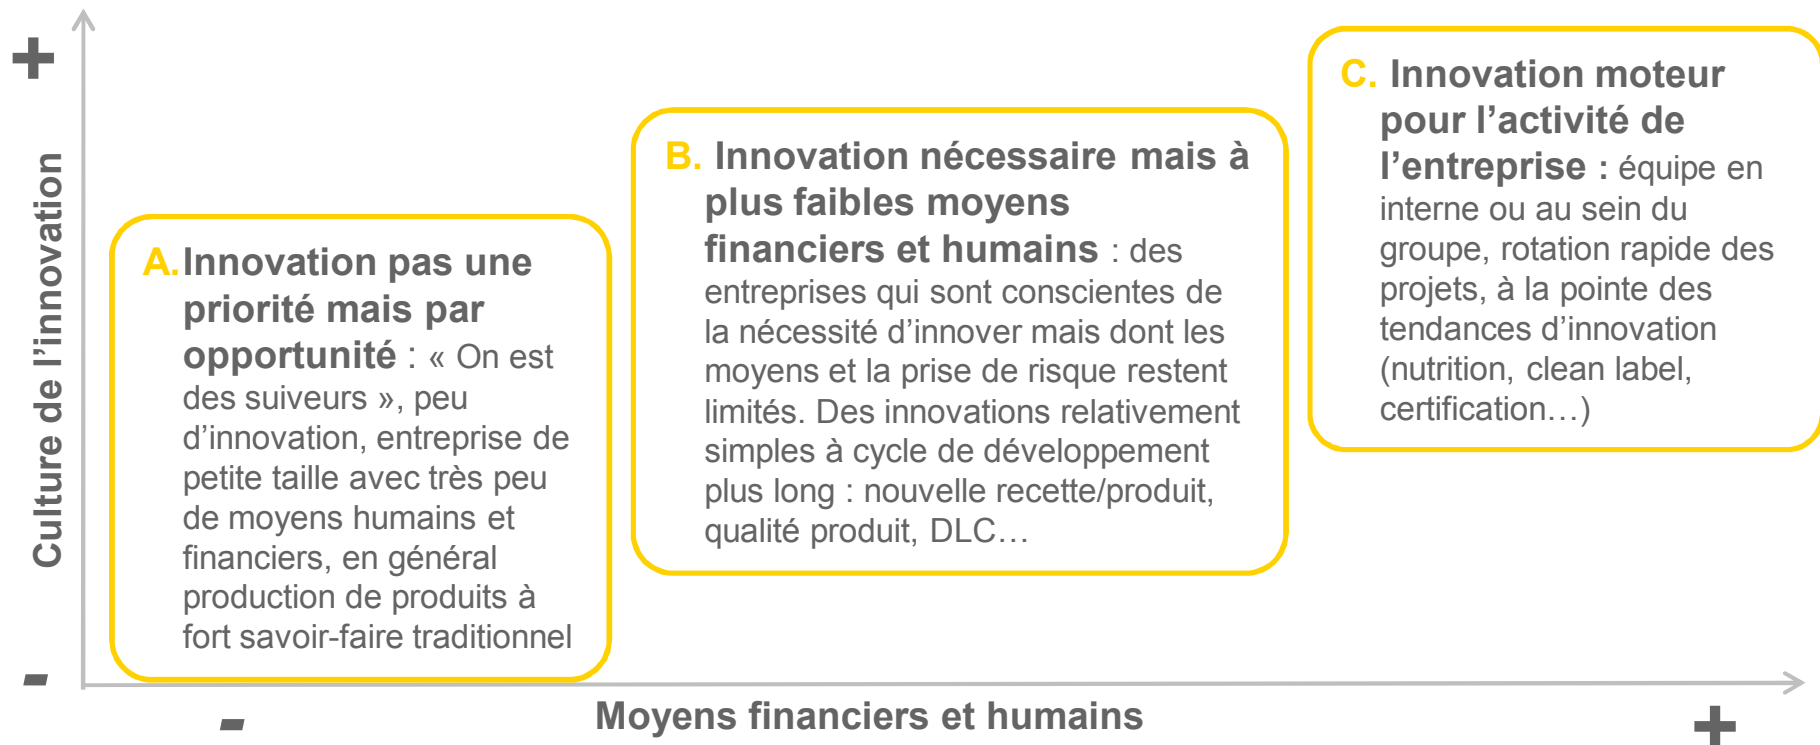 +
Culture de l’innovation
-
A. Innovation pas une
priorité mais par
opportunité : « On est
des suiveurs », peu
d’innovation, entreprise de
petite taille avec très peu
de moyens humains et
financiers, en général
production de produits à
fort savoir-faire traditionnel
B. Innovation nécessaire mais à
plus faibles moyens
financiers et humains : des
entreprises qui sont conscientes de
la nécessité d’innover mais dont les
moyens et la prise de risque restent
limités. Des innovations relativement
simples à cycle de développement
plus long : nouvelle recette/produit,
qualité produit, DLC…
C. Innovation moteur
pour l’activité de
l’entreprise : équipe en
interne ou au sein du
groupe, rotation rapide des
projets, à la pointe des
tendances d’innovation
(nutrition, clean label,
certification…)
-
Moyens financiers et humains
+